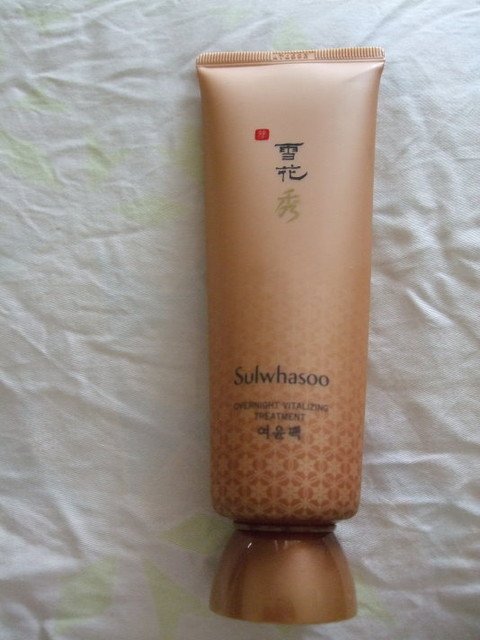 雪
花
秀
Sulwhasoo
OVERNIGHT VITALIZING
TREATMENT
여윤팩